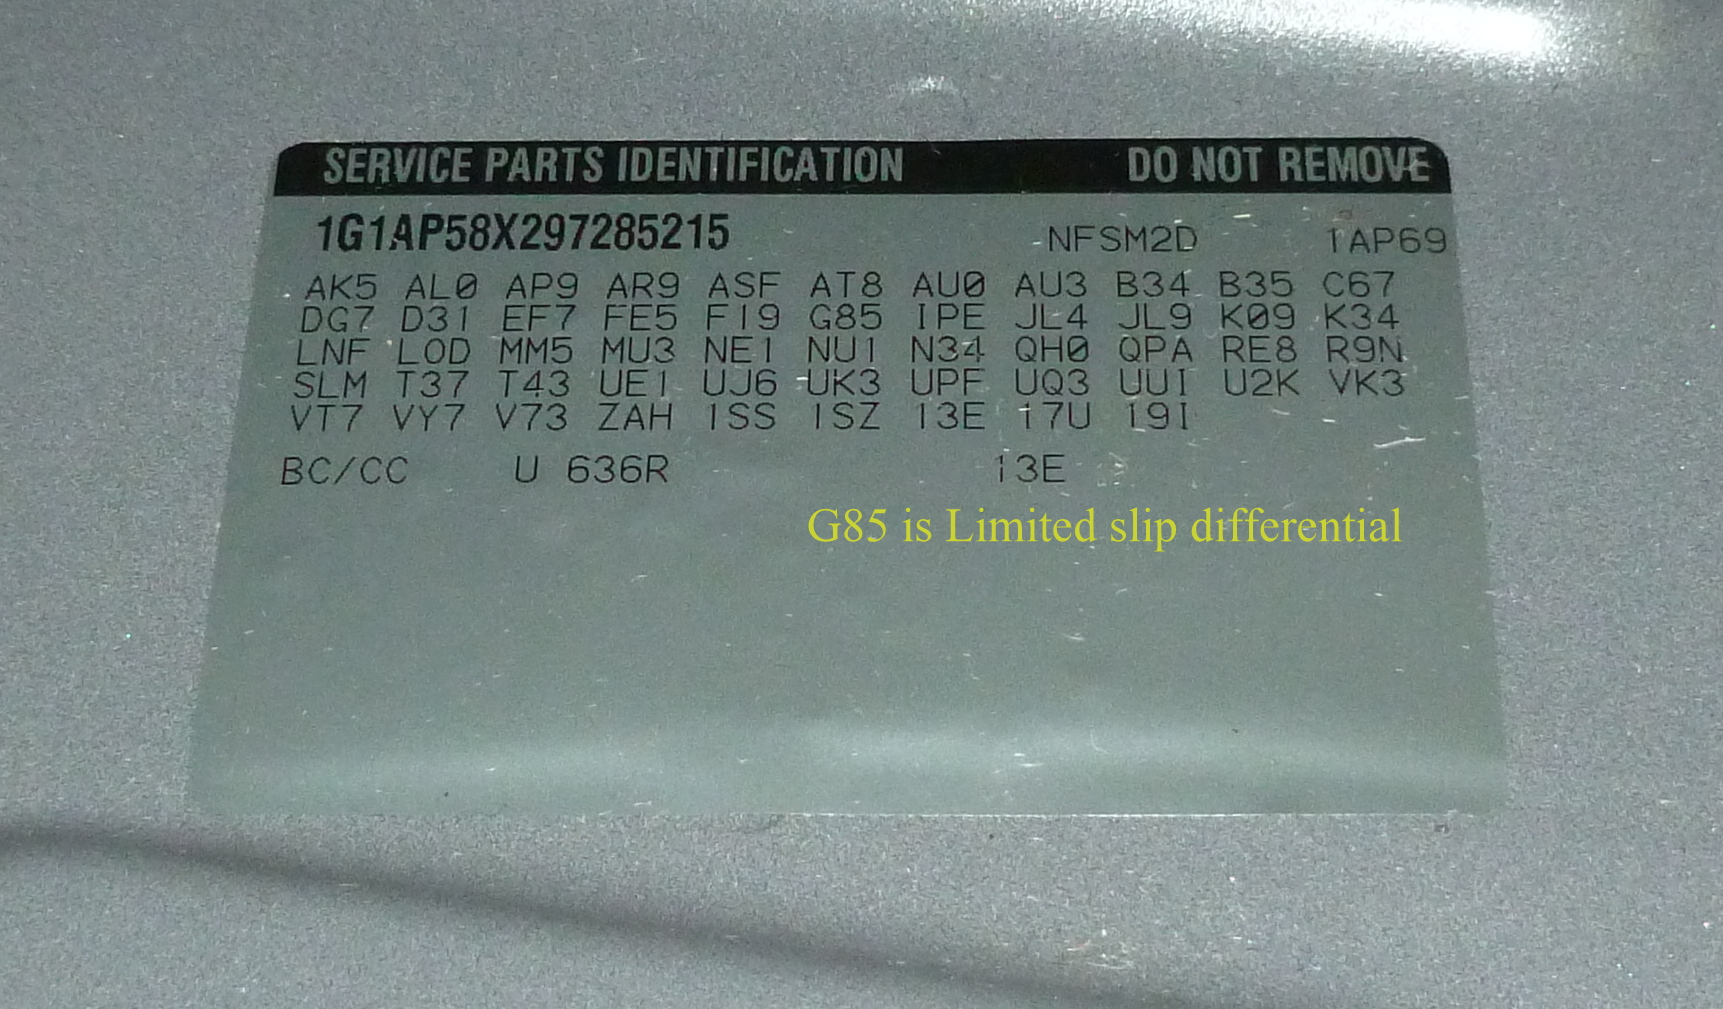 SERVICE PARTS IDENTIFICATION DO NOT REMOVE
1G1AP58X297285215 NFSM2D 1AP69
AK5 AL0 AP9 AR9 ASF AT8 AU0 AU3 B34 B35 C67
DG7 D31 EF7 FE5 F19 G85 IPE JL4 JL9 K09 K34
LNF LOD MM5 MU3 NE1 NU1 N34 QH0 QPA RE8 R9N
SLM T37 T43 UE1 UJ6 UK3 UPF UQ3 UUI U2K VK3
VT7 VY7 V73 ZAH 1SS 1SZ 13E 17U 19I
BC/CC U 636R 13E
G85 is Limited slip differential